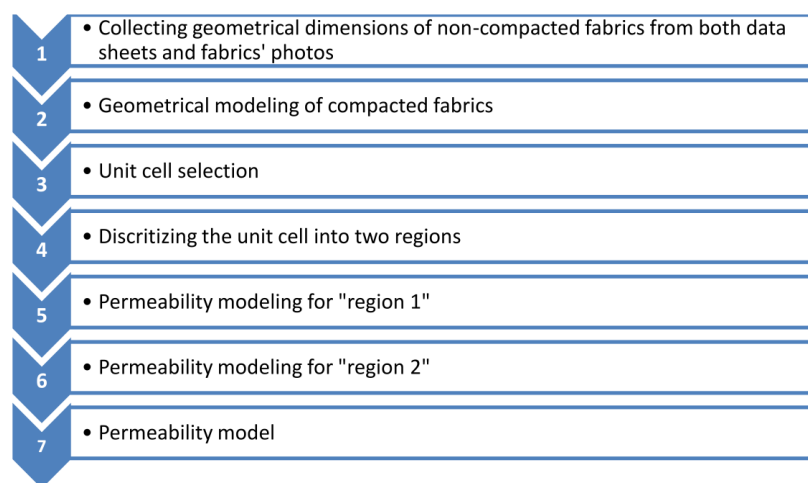 1
• Collecting geometrical dimensions of non-compacted fabrics from both data
sheets and fabrics' photos
2
• Geometrical modeling of compacted fabrics
3
• Unit cell selection
4
• Discritizing the unit cell into two regions
5
• Permeability modeling for "region 1"
6
• Permeability modeling for "region 2"
7
• Permeability model